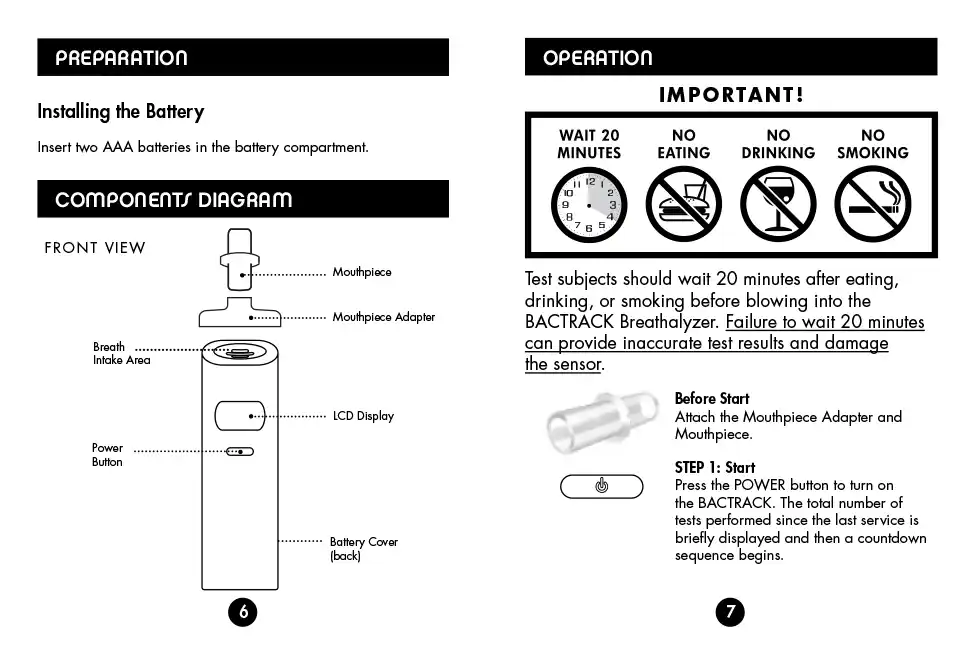 PREPARATION
Installing the Battery
Insert two AAA batteries in the battery compartment.
COMPONENTS DIAGRAM
FRONT VIEW
Mouthpiece
Mouthpiece Adapter
Breath
Intake Area
LCD Display
Power
Button
Battery Cover
(back)
6
OPERATION
IMPORTANT!
WAIT 20
MINUTES
NO
EATING
NO
DRINKING
NO
SMOKING
12
1
2
3
4
5
6
7
8
9
10
11
Test subjects should wait 20 minutes after eating,
drinking, or smoking before blowing into the
BACTRACK Breathalyzer. Failure to wait 20 minutes
can provide inaccurate test results and damage
the sensor.
Before Start
Attach the Mouthpiece Adapter and
Mouthpiece.
STEP 1: Start
Press the POWER button to turn on
the BACTRACK. The total number of
tests performed since the last service is
briefly displayed and then a countdown
sequence begins.
7